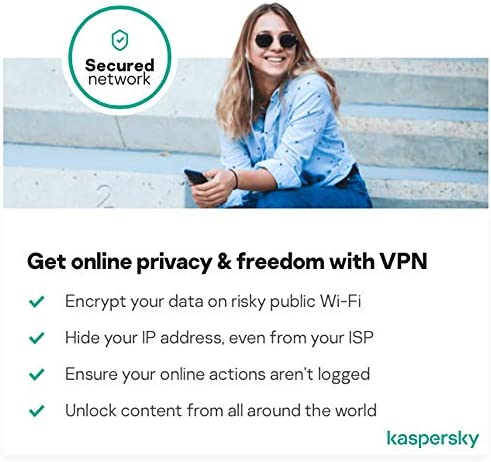 Secured
network
Get online privacy & freedom with VPN
Encrypt your data on risky public Wi-Fi
Hide your IP address, even from your ISP
Ensure your online actions aren't logged
Unlock content from all around the world
kaspersky